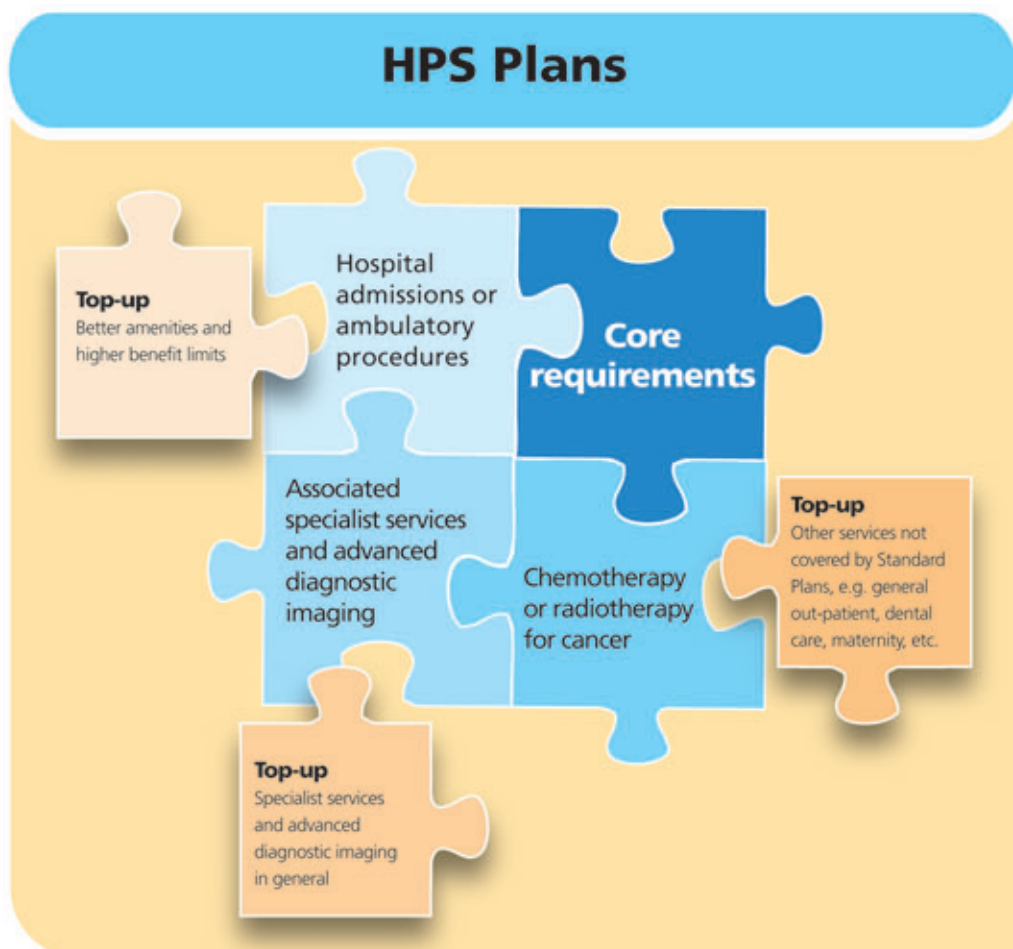 HPS Plans
Top-up
Better amenities and
higher benefit limits
Hospital
admissions or
ambulatory
procedures
Core
requirements
Associated
specialist services
and advanced
diagnostic
imaging
Chemotherapy
or radiotherapy
for cancer
Top-up
Other services not
covered by Standard
Plans, e.g. general
out-patient, dental
care, maternity, etc.
Top-up
Specialist services
and advanced
diagnostic imaging
in general